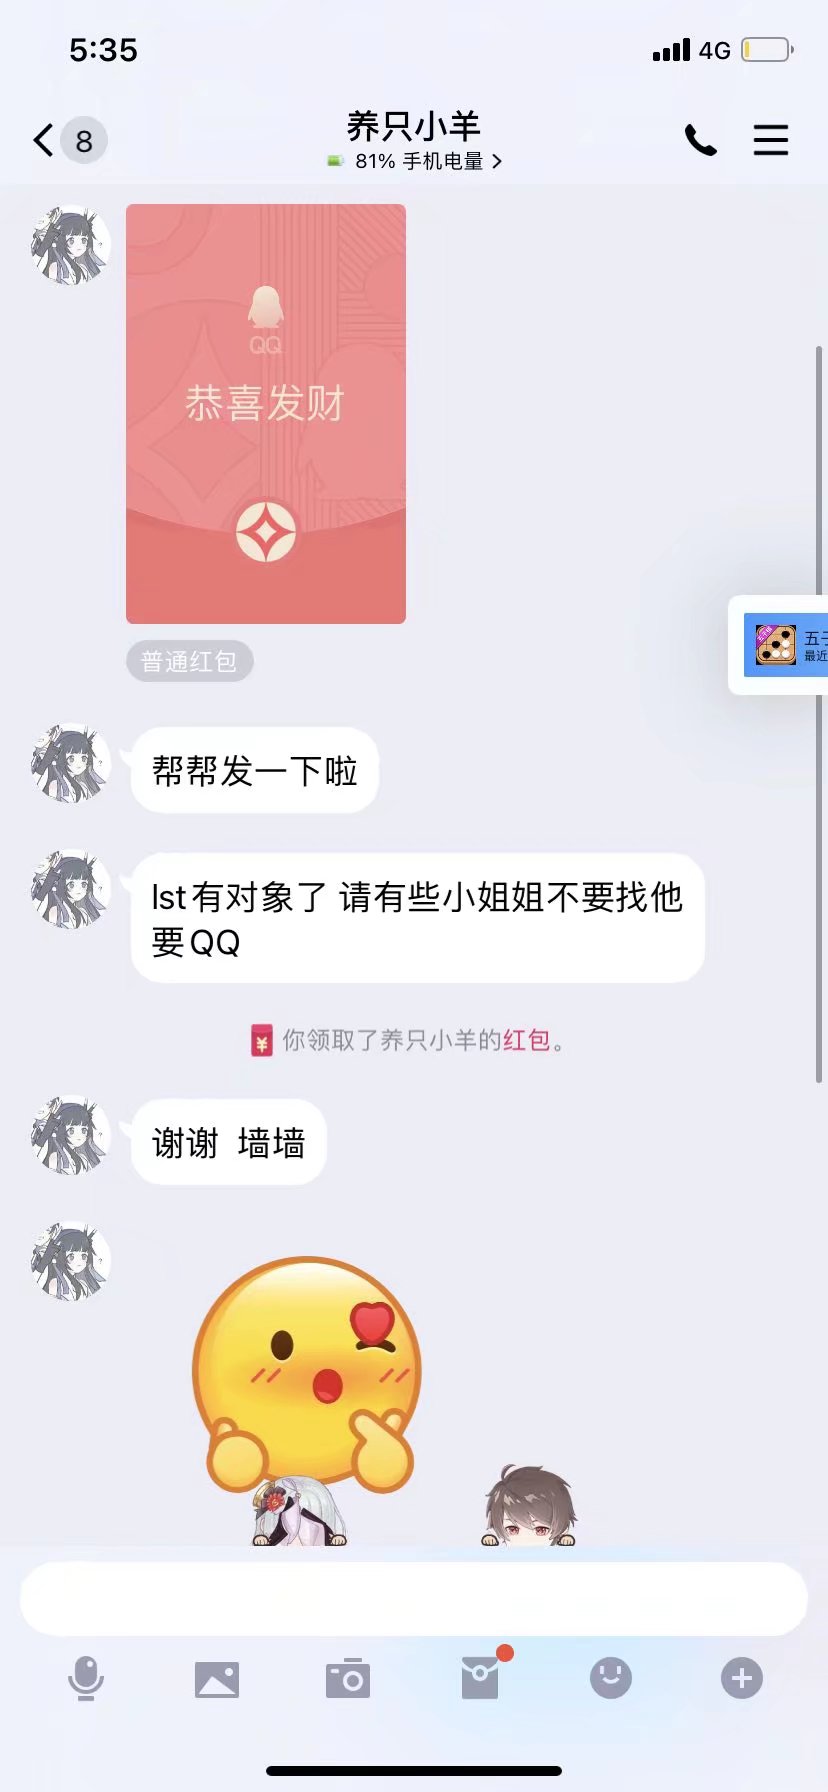 5:35
4G
8
养只小羊
81% 手机电量
QQ
恭喜发财
普通红包
五子
最近
帮帮发一下啦
lst有对象了 请有些小姐姐不要找他
要QQ
你领取了养只小羊的红包。
谢谢 墙墙